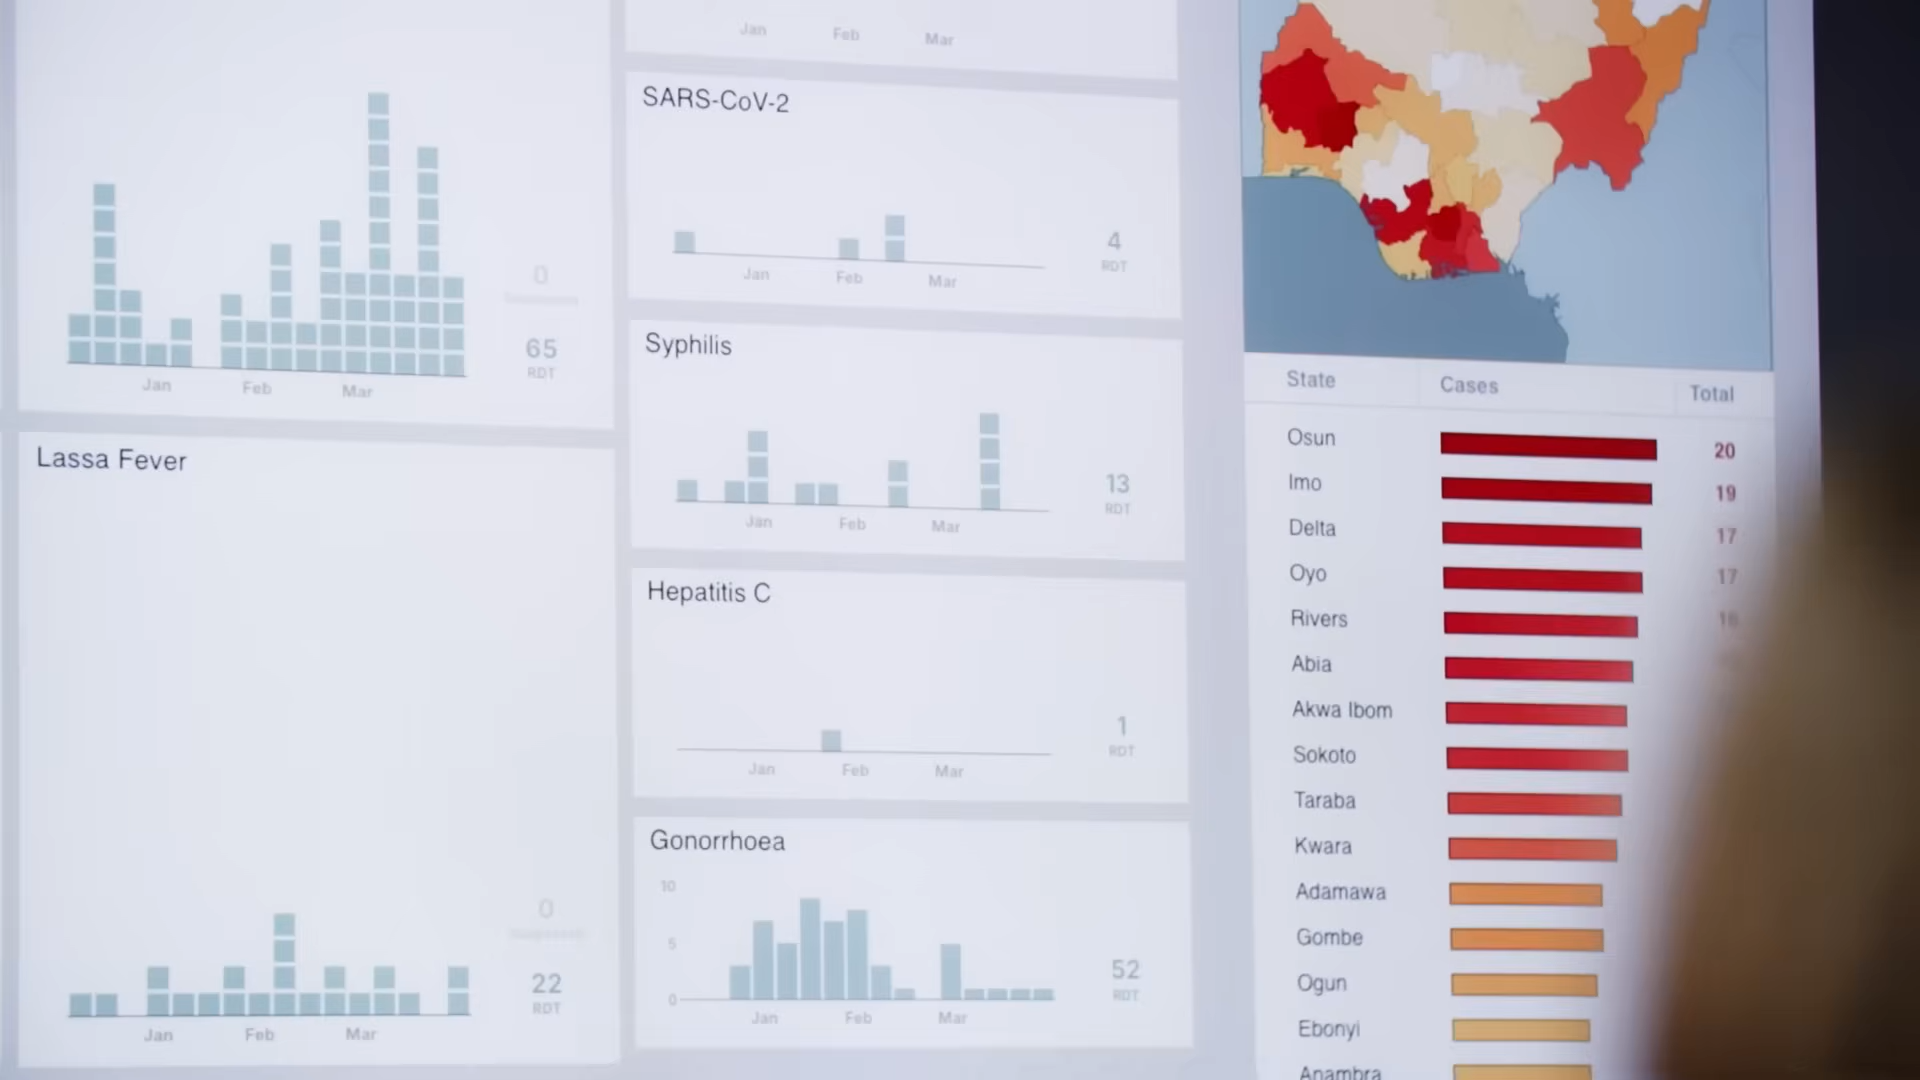 0
65
RDT
Jan Feb Mar
Lassa Fever
0
22
RDT
Jan Feb Mar
Jan Feb Mar
SARS-CoV-2
4
RDT
Jan Feb Mar
Syphilis
13
RDT
Jan Feb Mar
Hepatitis C
1
RDT
Jan Feb Mar
Gonorrhoea
10
5
0
52
RDT
Jan Feb Mar
State Cases Total
Osun 20
Imo 19
Delta 17
Oyo 17
Rivers
Abia
Akwa Ibom
Sokoto
Taraba
Kwara
Adamawa
Gombe
Ogun
Ebonyi
Anambra